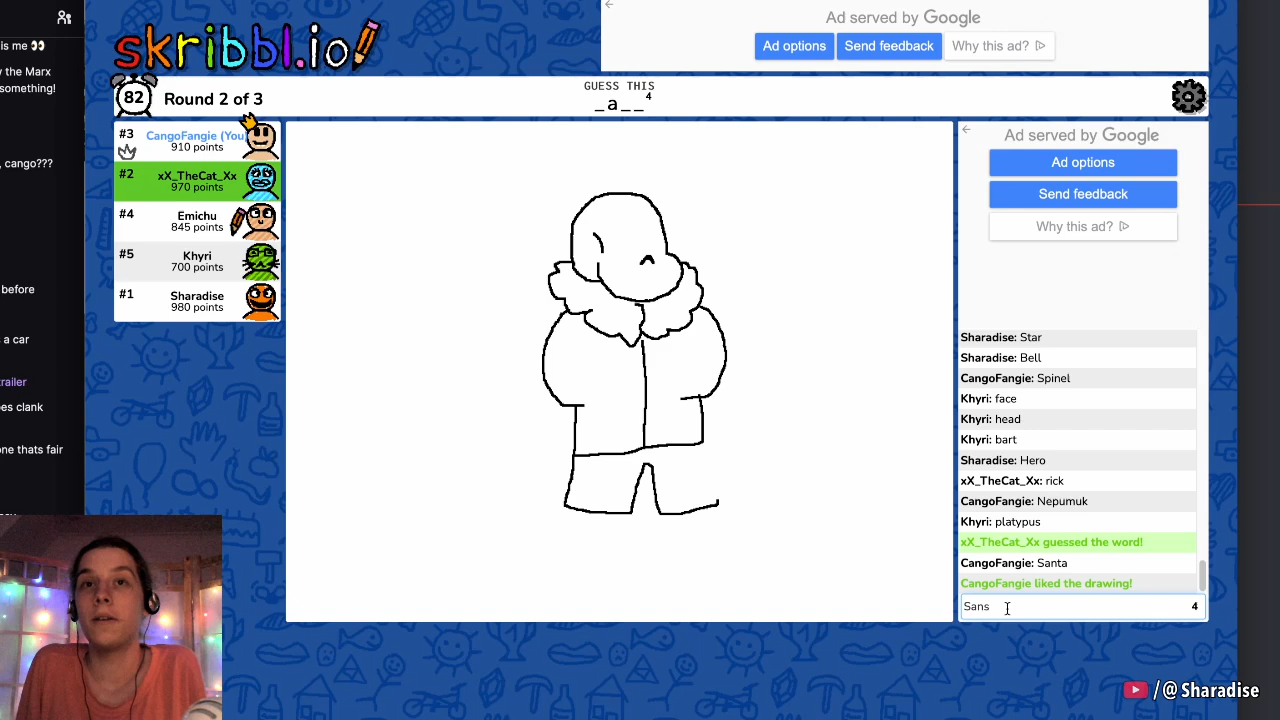 is me 👀
y the Marx
something!
, cango???
before
s a car
railer
es clank
one thats fair
skribbl.io
Ad served by Google
Ad options
Send feedback
Why this ad?
82
Round 2 of 3
GUESS THIS
_a__ 4
#3
CangoFangie (You)
910 points
#2
xX_TheCat_Xx
970 points
#4
Emichu
845 points
#5
Khyri
700 points
#1
Sharadise
980 points
Ad served by Google
Ad options
Send feedback
Why this ad?
Sharadise: Star
Sharadise: Bell
CangoFangie: Spinel
Khyri: face
Khyri: head
Khyri: bart
Sharadise: Hero
xX_TheCat_Xx: rick
CangoFangie: Nepumuk
Khyri: platypus
xX_TheCat_Xx guessed the word!
CangoFangie: Santa
CangoFangie liked the drawing!
Sans 4
/@Sharadise